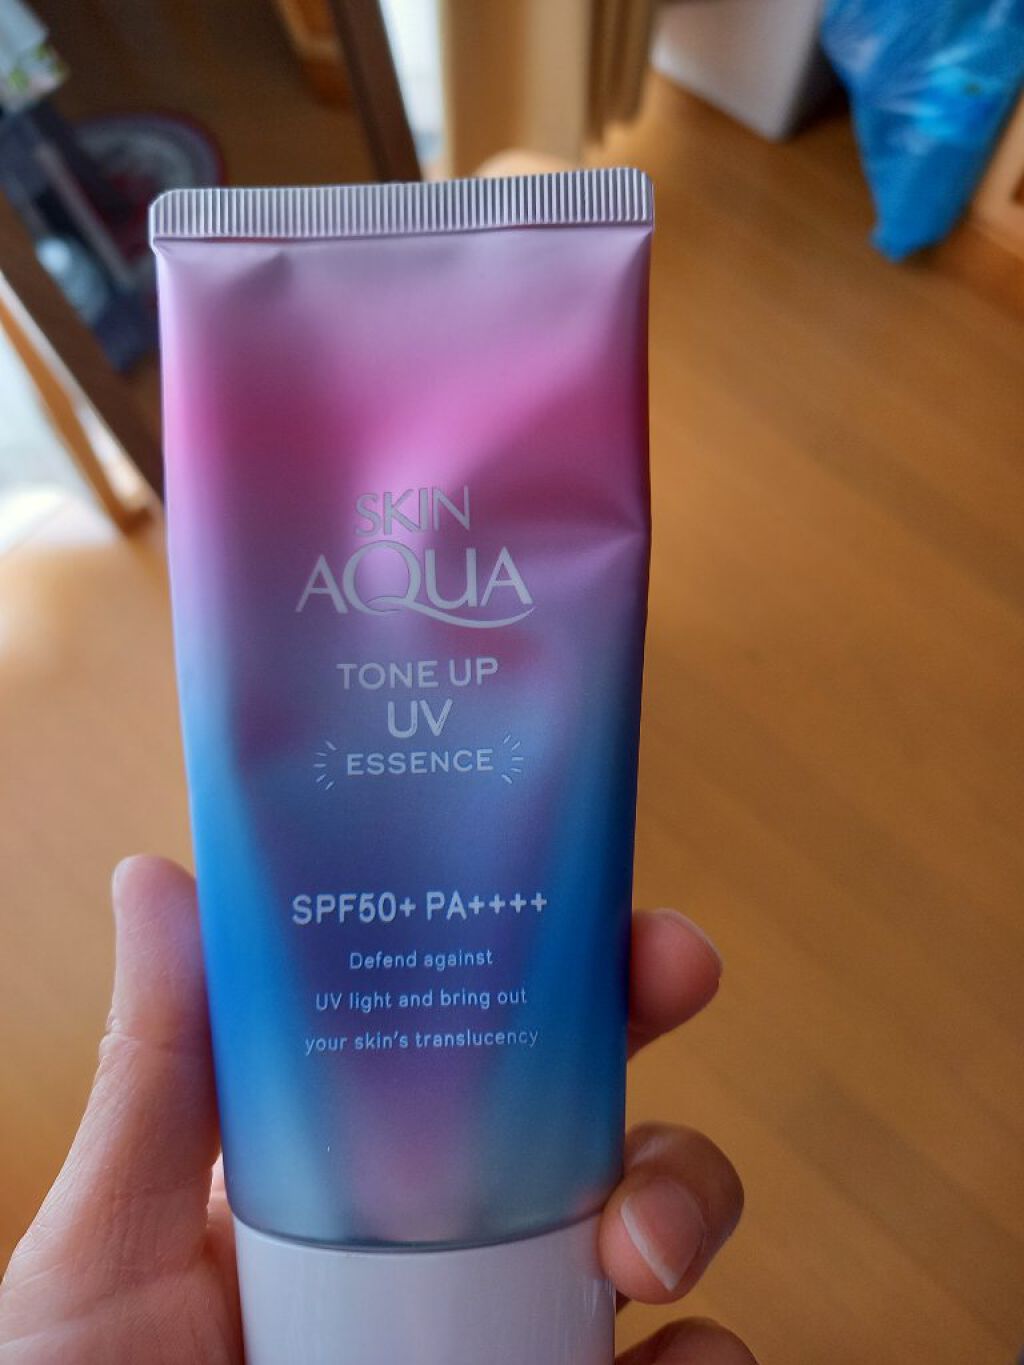 SKIN
AQUA
TONE UP
UV
ESSENCE
SPF50+ PA++++
Defend against
UV light and bring out
your skin's translucency